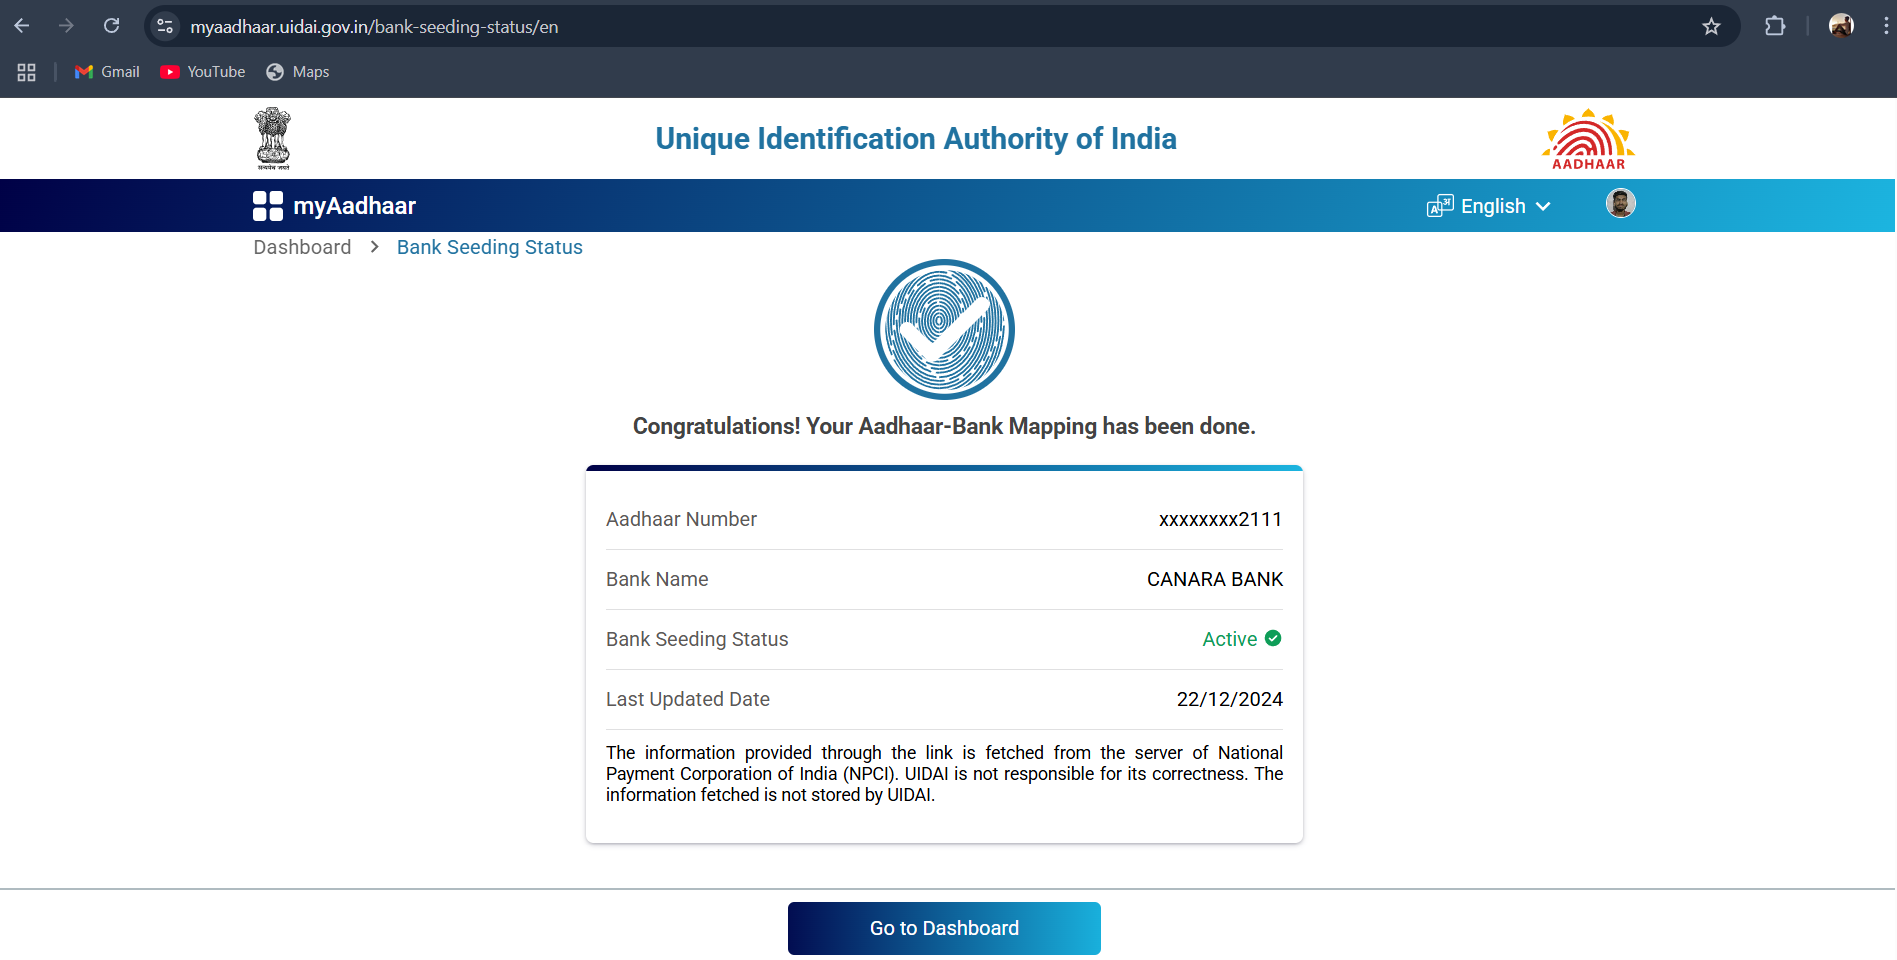 myaadhaar.uidai.gov.in/bank-seeding-status/en
Gmail YouTube Maps
सत्यमेव जयते
Unique Identification Authority of India
AADHAAR
myAadhaar
English
Dashboard > Bank Seeding Status
Congratulations! Your Aadhaar-Bank Mapping has been done.
Aadhaar Number xxxxxxxx2111
Bank Name CANARA BANK
Bank Seeding Status Active
Last Updated Date 22/12/2024
The information provided through the link is fetched from the server of National
Payment Corporation of India (NPCI). UIDAI is not responsible for its correctness. The
information fetched is not stored by UIDAI.
Go to Dashboard